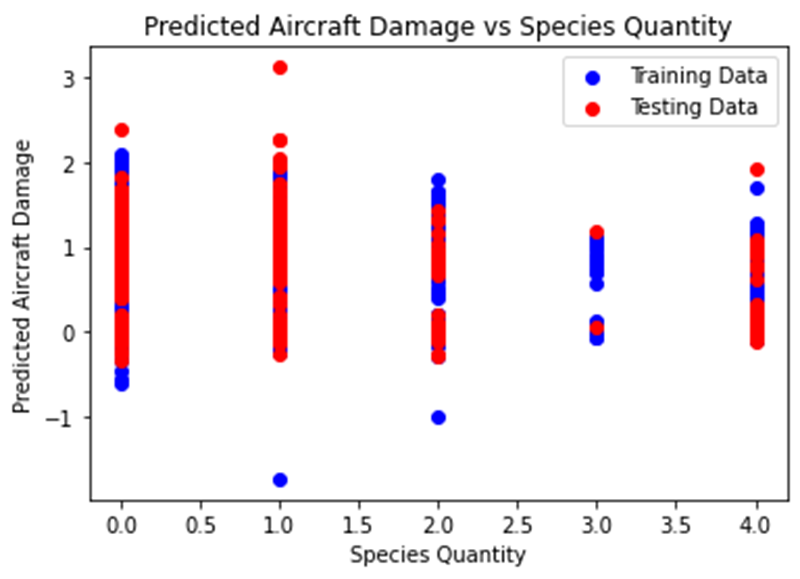 Predicted Aircraft Damage vs Species Quantity
Training Data
Testing Data
Predicted Aircraft Damage
3
2
1
0
−1
0.0 0.5 1.0 1.5 2.0 2.5 3.0 3.5 4.0
Species Quantity